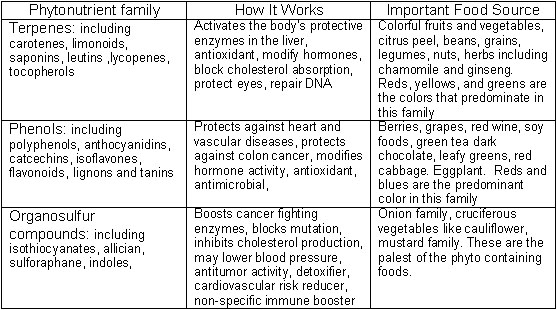 Phytonutrient family
How It Works
Important Food Source
Terpenes: including
carotenes, limonoids,
saponins, leutins ,lycopenes,
tocopherols
Activates the body's protective
enzymes in the liver,
antioxidant, modify hormones,
block cholesterol absorption,
protect eyes, repair DNA
Colorful fruits and vegetables,
citrus peel, beans, grains,
legumes, nuts, herbs including
chamomile and ginseng.
Reds, yellows, and greens are
the colors that predominate in
this family
Phenols: including
polyphenols, anthocyanidins,
catcechins, isoflavones,
flavonoids, lignons and tanins
Protects against heart and
vascular diseases, protects
against colon cancer, modifies
hormone activity, antioxidant,
antimicrobial,
Berries, grapes, red wine, soy
foods, green tea dark
chocolate, leafy greens, red
cabbage. Eggplant. Reds and
blues are the predominant
color in this family
Organosulfur
compounds: including
isothiocyanates, allician,
sulforaphane, indoles,
Boosts cancer fighting
enzymes, blocks mutation,
inhibits cholesterol production,
may lower blood pressure,
antitumor activity, detoxifier,
cardiovascular risk reducer,
non-specific immune booster
Onion family, cruciferous
vegetables like cauliflower,
mustard family. These are the
palest of the phyto containing
foods.